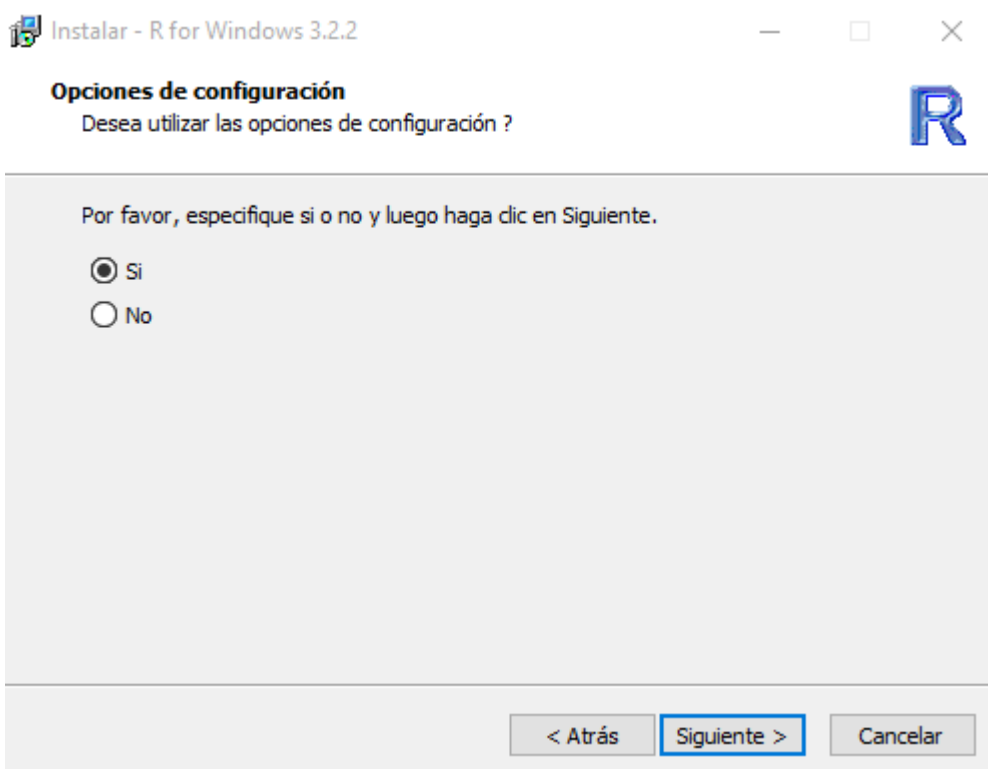 Instalar - R for Windows 3.2.2
Opciones de configuración
Desea utilizar las opciones de configuración ?
R
Por favor, especifique si o no y luego haga clic en Siguiente.
Si
No
< Atrás
Siguiente >
Cancelar